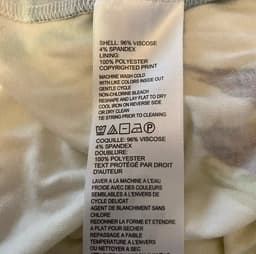 SHELL: 96% VISCOSE
4% SPANDEX
LINING:
100% POLYESTER
COPYRIGHTED PRINT
MACHINE WASH COLD
WITH LIKE COLORS INSIDE OUT
GENTLE CYCLE
NON-CHLORINE BLEACH
RESHAPE AND LAY FLAT TO DRY
COOL IRON ON REVERSE SIDE
OR DRY CLEAN
TIE STRING PRIOR TO CLEANING
COQUILLE: 96% VISCOSE
4% SPANDEX
DOUBLURE:
100% POLYESTER
TEXT PROTÉGÉ PAR DROIT
D'AUTEUR
LAVER A LA MACHINE A L'EAU
FROIDE AVEC DES COULEURS
SEMBLABLES A L'ENVERS DE
CYCLE DELICAT
AGENT DE BLANCHIMENT SANS
CHLORE
REDONNER LA FORME ET ETENDRE
A PLAT POUR SECHER
REPASSAGE A FAIBLE
TEMPERATURE A L'ENVERS
OU NETTOYER A SEC